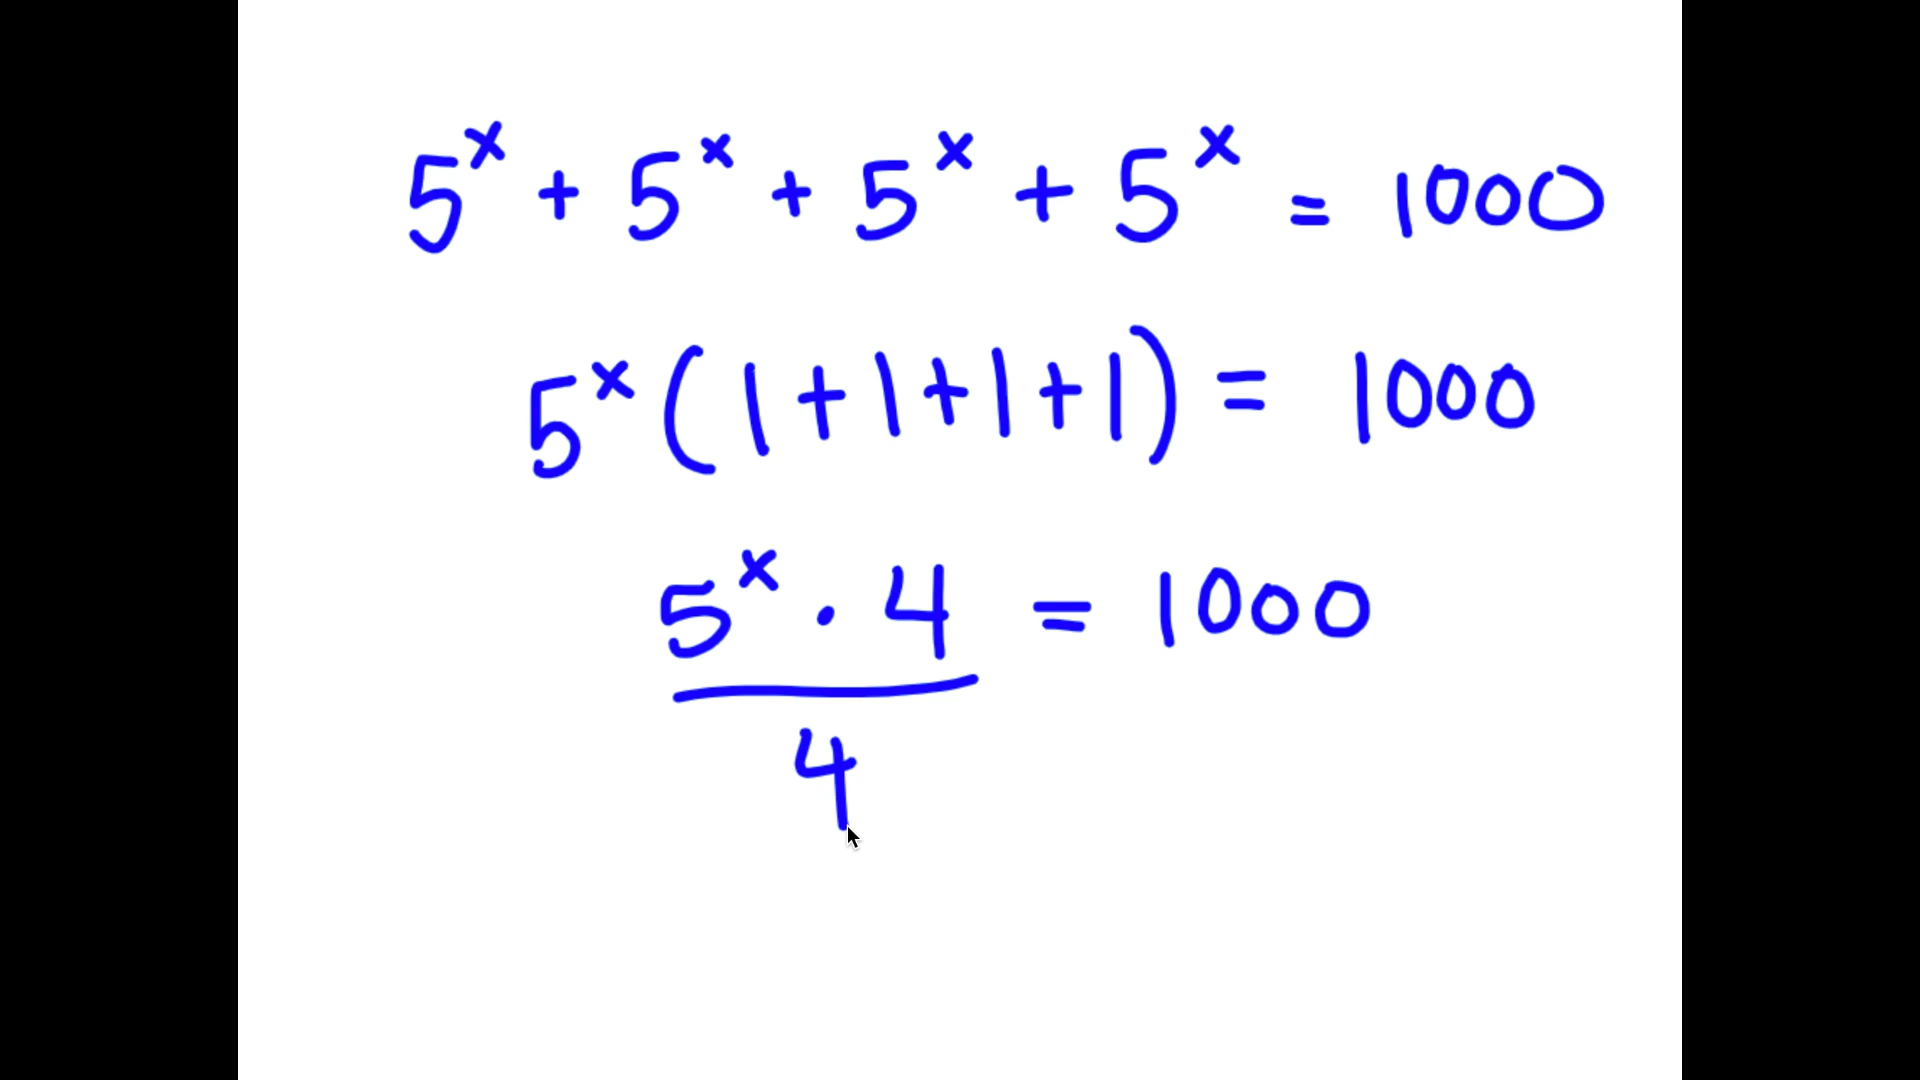 5^x + 5^x + 5^x + 5^x = 1000
5^x (1+1+1+1) = 1000
5^x · 4 = 1000
4